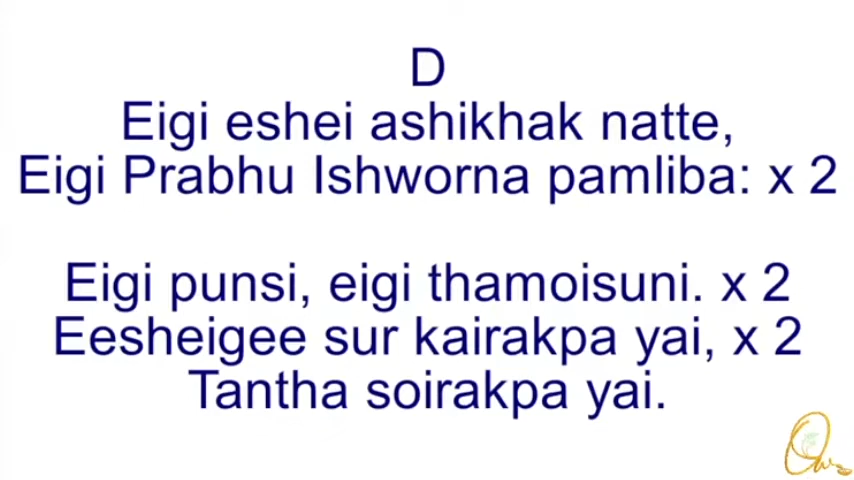 D
Eigi eshei ashikhak natte,
Eigi Prabhu Ishworna pamliba: x 2
Eigi punsi, eigi thamoisuni. x 2
Eesheigee sur kairakpa yai, x 2
Tantha soirakpa yai.